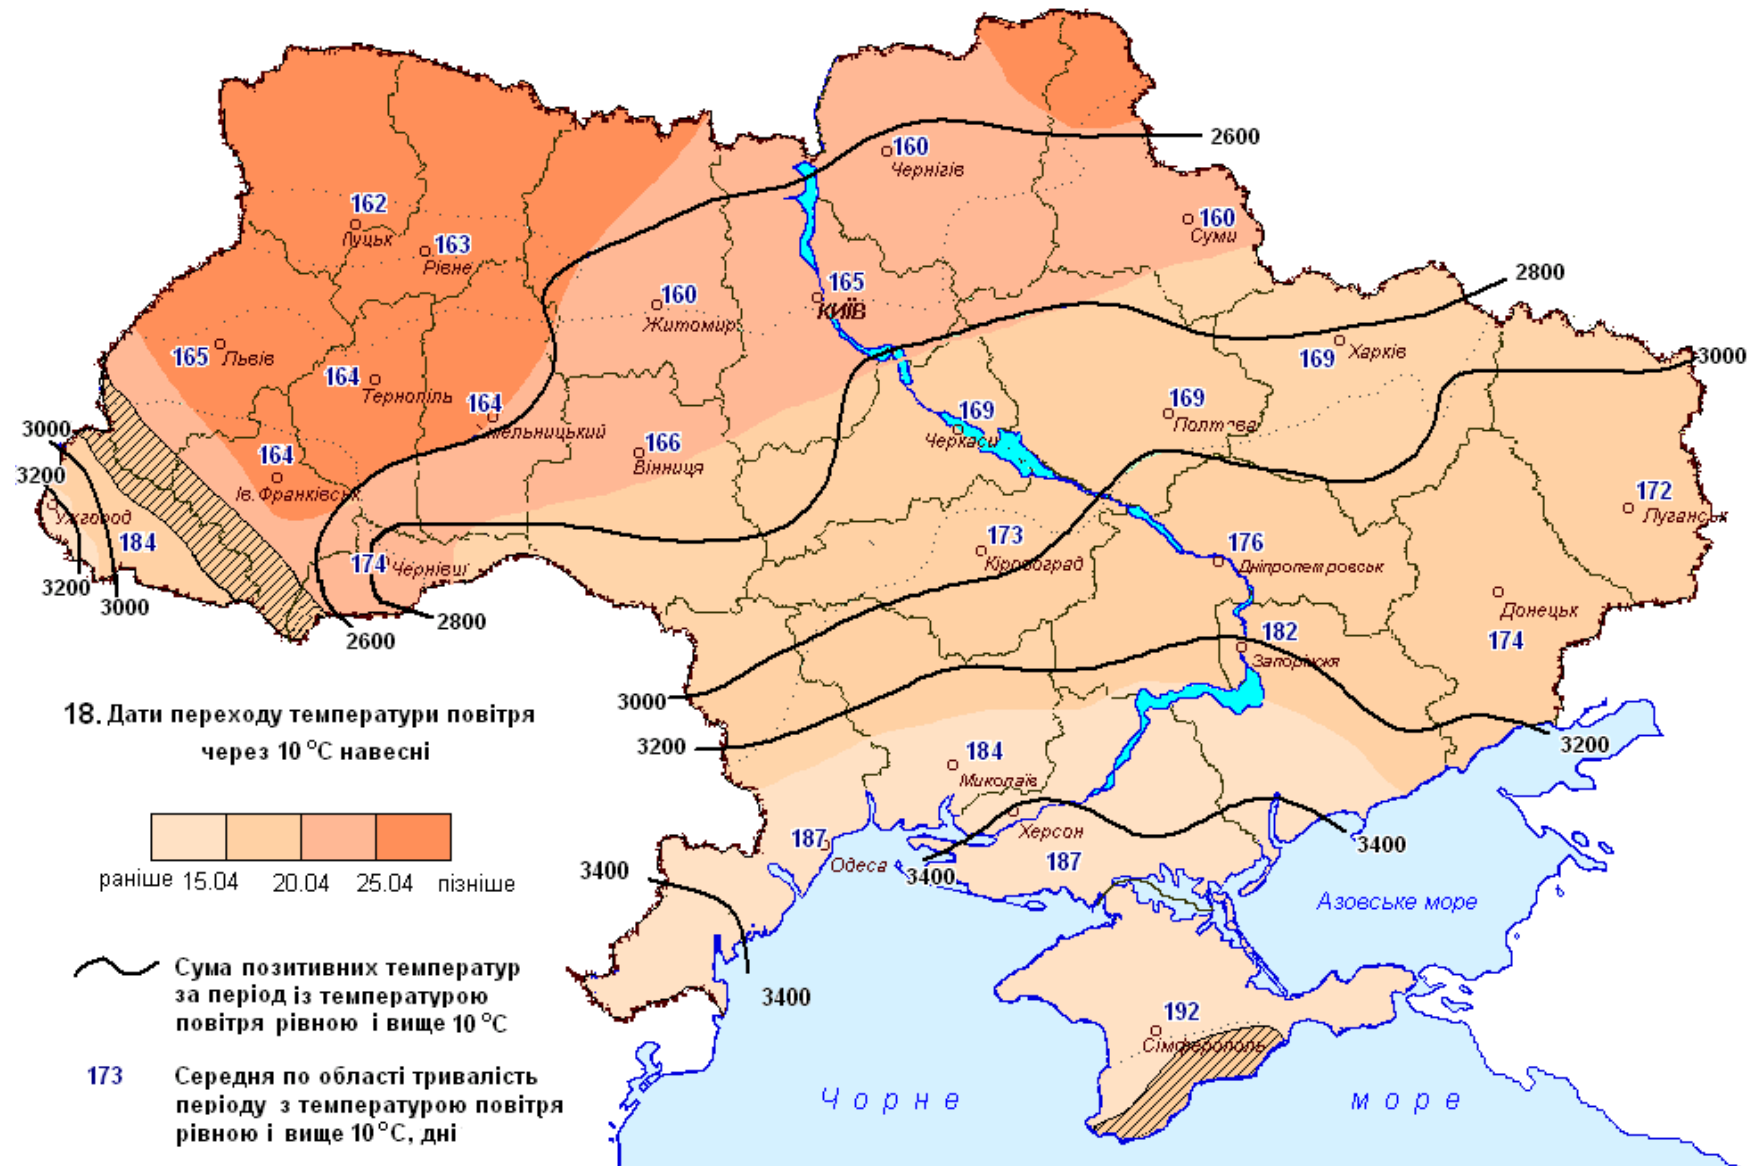 2600
160
Чернігів
162
Луцьк
163
Рівне
160
Суми
2800
165
КИЇВ
160
Житомир
165
Львів
164
Тернопіль
169
Харків
3000
164
169
Полтава
169
Черкаси
3000
166
Вінниця
164
Ів. Франківськ
3200
172
Луганськ
Ужгород
184
174
Чернівці
173
Кіровоград
176
Дніпропетровськ
3200
3000
2800
2600
Донецьк
174
182
Запоріжжя
3000
3200
3200
184
Миколаїв
Херсон
187
187
Одеса
3400
3400
3400
3400
Азовське море
192
Сімферополь
Чорне море
18. Дати переходу температури повітря
через 10 °С навесні
раніше 15.04 20.04 25.04 пізніше
Сума позитивних температур
за період із температурою
повітря рівною і вище 10 °С
173
Середня по області тривалість
періоду з температурою повітря
рівною і вище 10 °С, дні